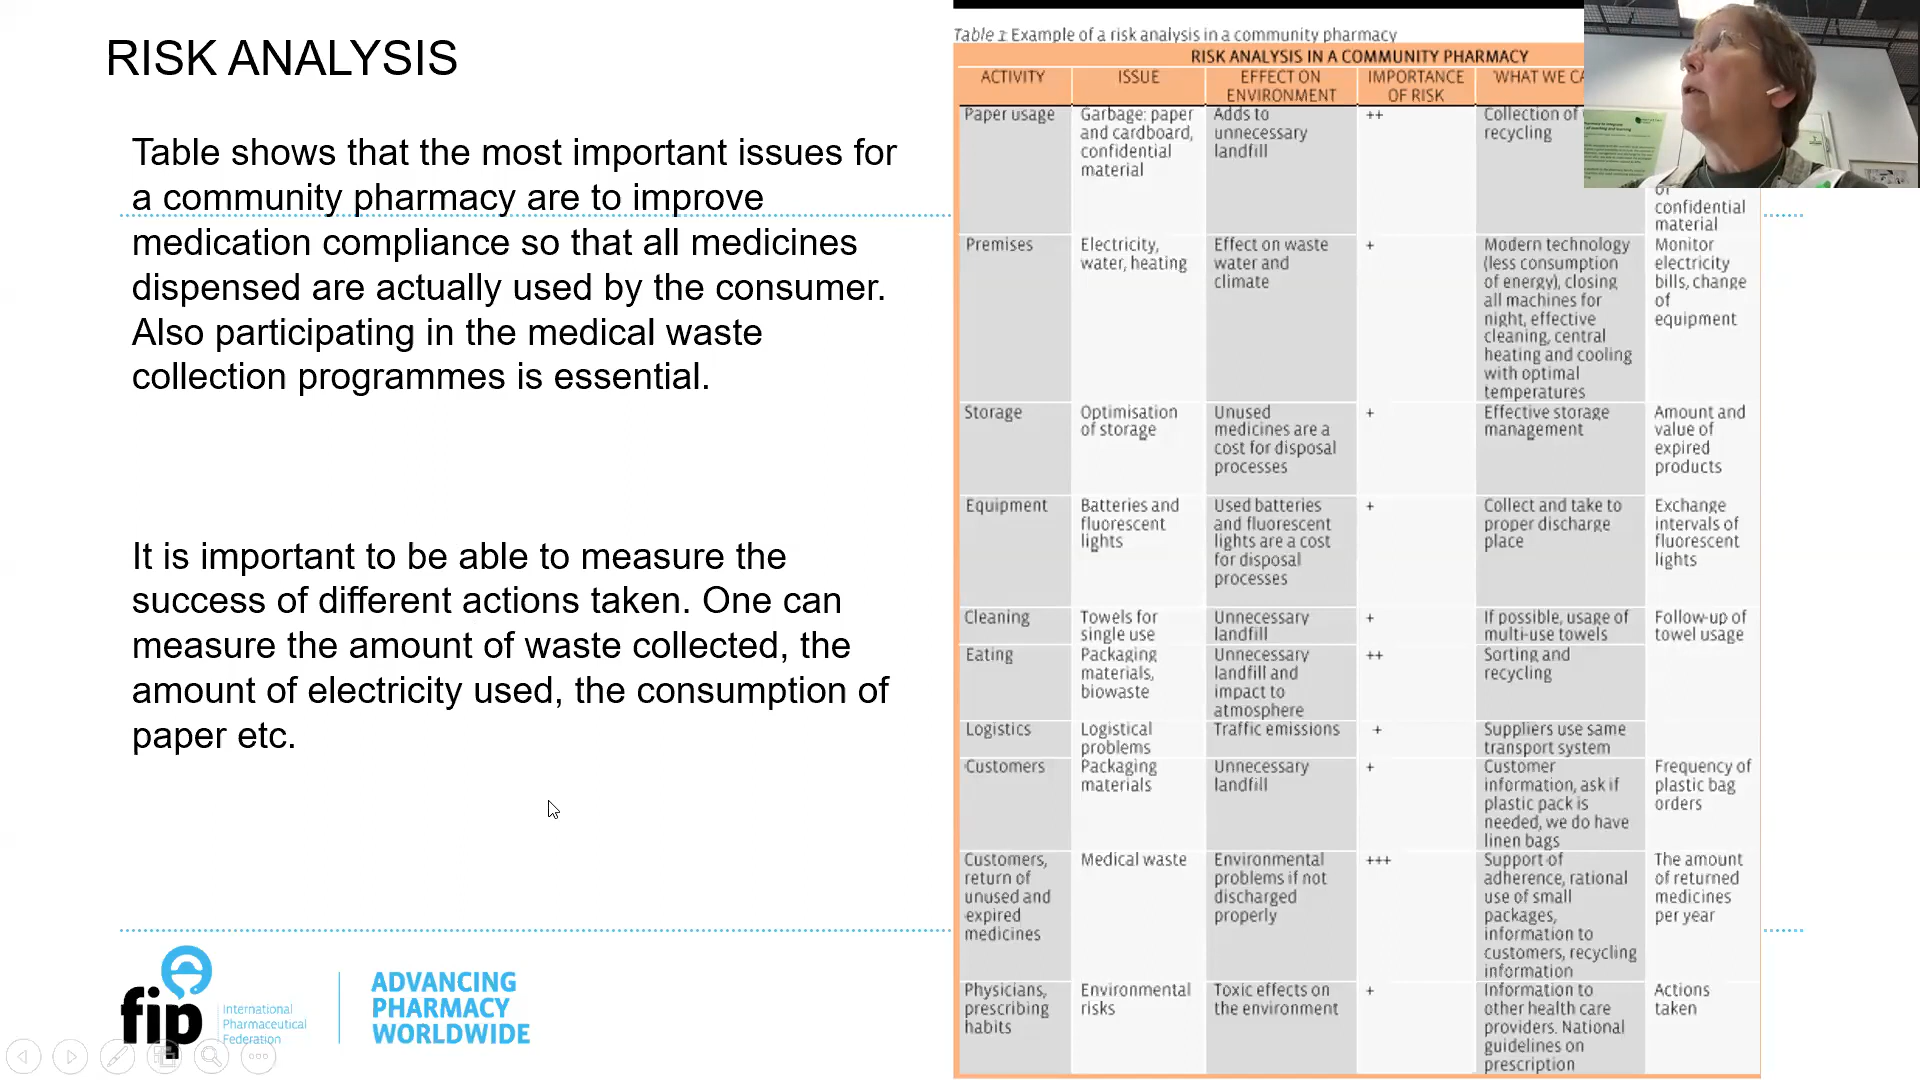 RISK ANALYSIS
Table shows that the most important issues for
a community pharmacy are to improve
medication compliance so that all medicines
dispensed are actually used by the consumer.
Also participating in the medical waste
collection programmes is essential.
It is important to be able to measure the
success of different actions taken. One can
measure the amount of waste collected, the
amount of electricity used, the consumption of
paper etc.
fip
International
Pharmaceutical
Federation
ADVANCING
PHARMACY
WORLDWIDE
Table 1: Example of a risk analysis in a community pharmacy
RISK ANALYSIS IN A COMMUNITY PHARMACY
ACTIVITY
ISSUE
EFFECT ON
ENVIRONMENT
IMPORTANCE
OF RISK
WHAT WE
Paper usage
Garbage: paper
and cardboard,
confidential
material
Adds to
unnecessary
landfill
++
Collection of
recycling
of
confidential
material
Premises
Electricity,
water, heating
Effect on waste
water and
climate
+
Modern technology
(less consumption
of energy), closing
all machines for
night, effective
cleaning, central
heating and cooling
with optimal
temperatures
Monitor
electricity
bills, change
of
equipment
Storage
Optimisation
of storage
Unused
medicines are a
cost for disposal
processes
+
Effective storage
management
Amount and
value of
expired
products
Equipment
Batteries and
fluorescent
lights
Used batteries
and fluorescent
lights are a cost
for disposal
processes
+
Collect and take to
proper discharge
place
Exchange
intervals of
fluorescent
lights
Cleaning
Towels for
single use
Unnecessary
landfill
+
If possible, usage of
multi-use towels
Follow-up of
towel usage
Eating
Packaging
materials,
biowaste
Unnecessary
landfill and
impact to
atmosphere
++
Sorting and
recycling
Logistics
Logistical
problems
Traffic emissions
+
Suppliers use same
transport system
Customers
Packaging
materials
Unnecessary
landfill
+
Customer
information, ask if
plastic pack is
needed, we do have
linen bags
Frequency of
plastic bag
orders
Customers,
return of
unused and
expired
medicines
Medical waste
Environmental
problems if not
discharged
properly
+++
Support of
adherence, rational
use of small
packages,
information to
customers, recycling
information
The amount
of returned
medicines
per year
Physicians,
prescribing
habits
Environmental
risks
Toxic effects on
the environment
+
Information to
other health care
providers. National
guidelines on
prescription
Actions
taken